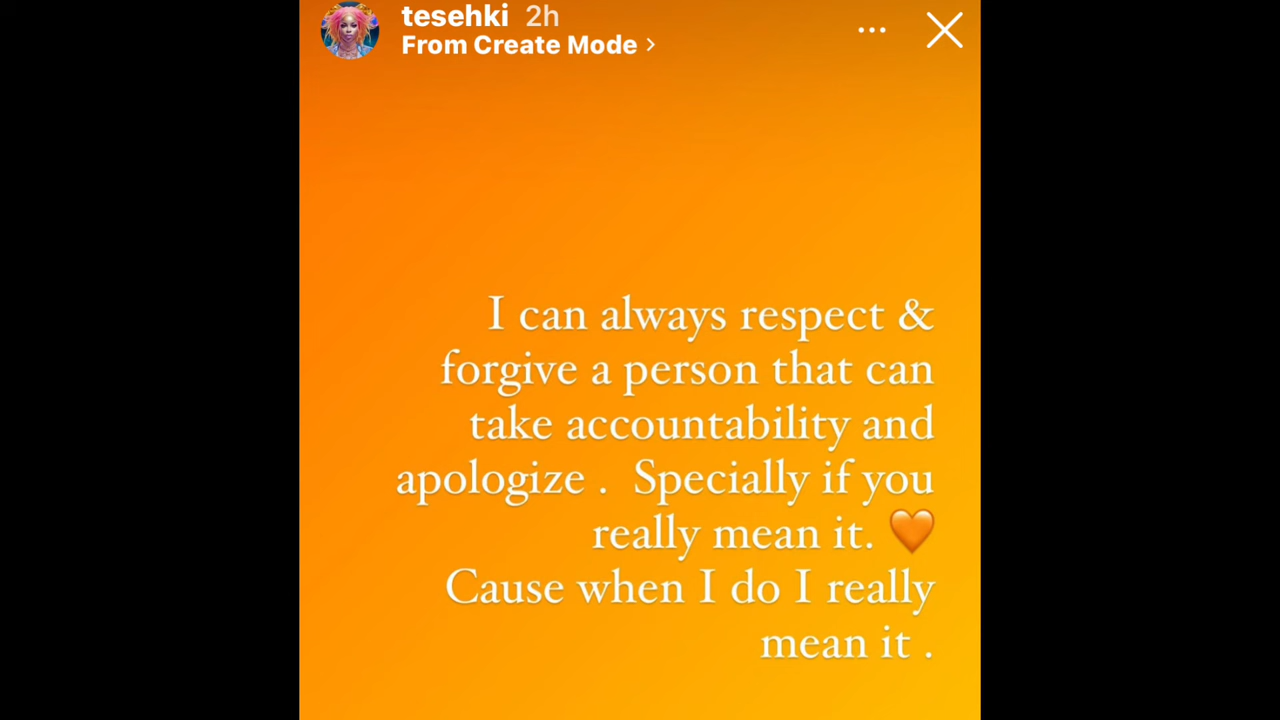 tesehki 2h
From Create Mode >
I can always respect &
forgive a person that can
take accountability and
apologize .  Specially if you
really mean it. 🧡
Cause when I do I really
mean it .